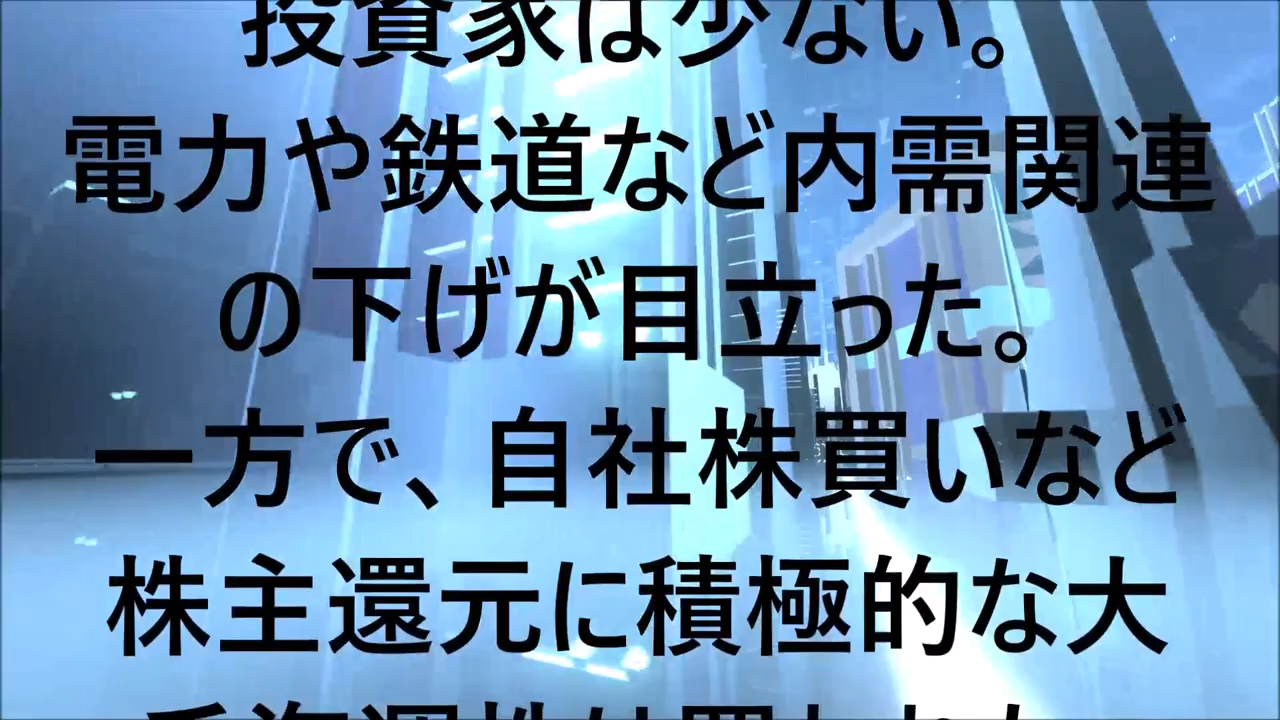 投資家は少ない。
電力や鉄道など内需関連
の下げが目立った。
一方で、自社株買いなど
株主還元に積極的な大